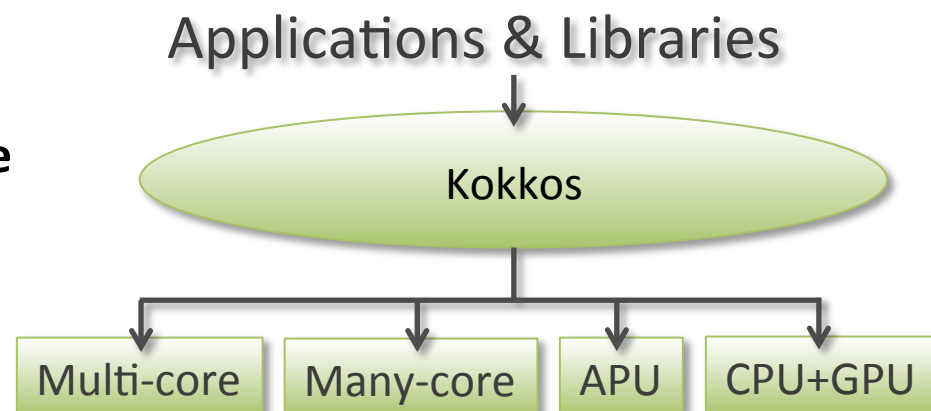 Applications & Libraries
e
Kokkos
Multi-core
Many-core
APU
CPU+GPU